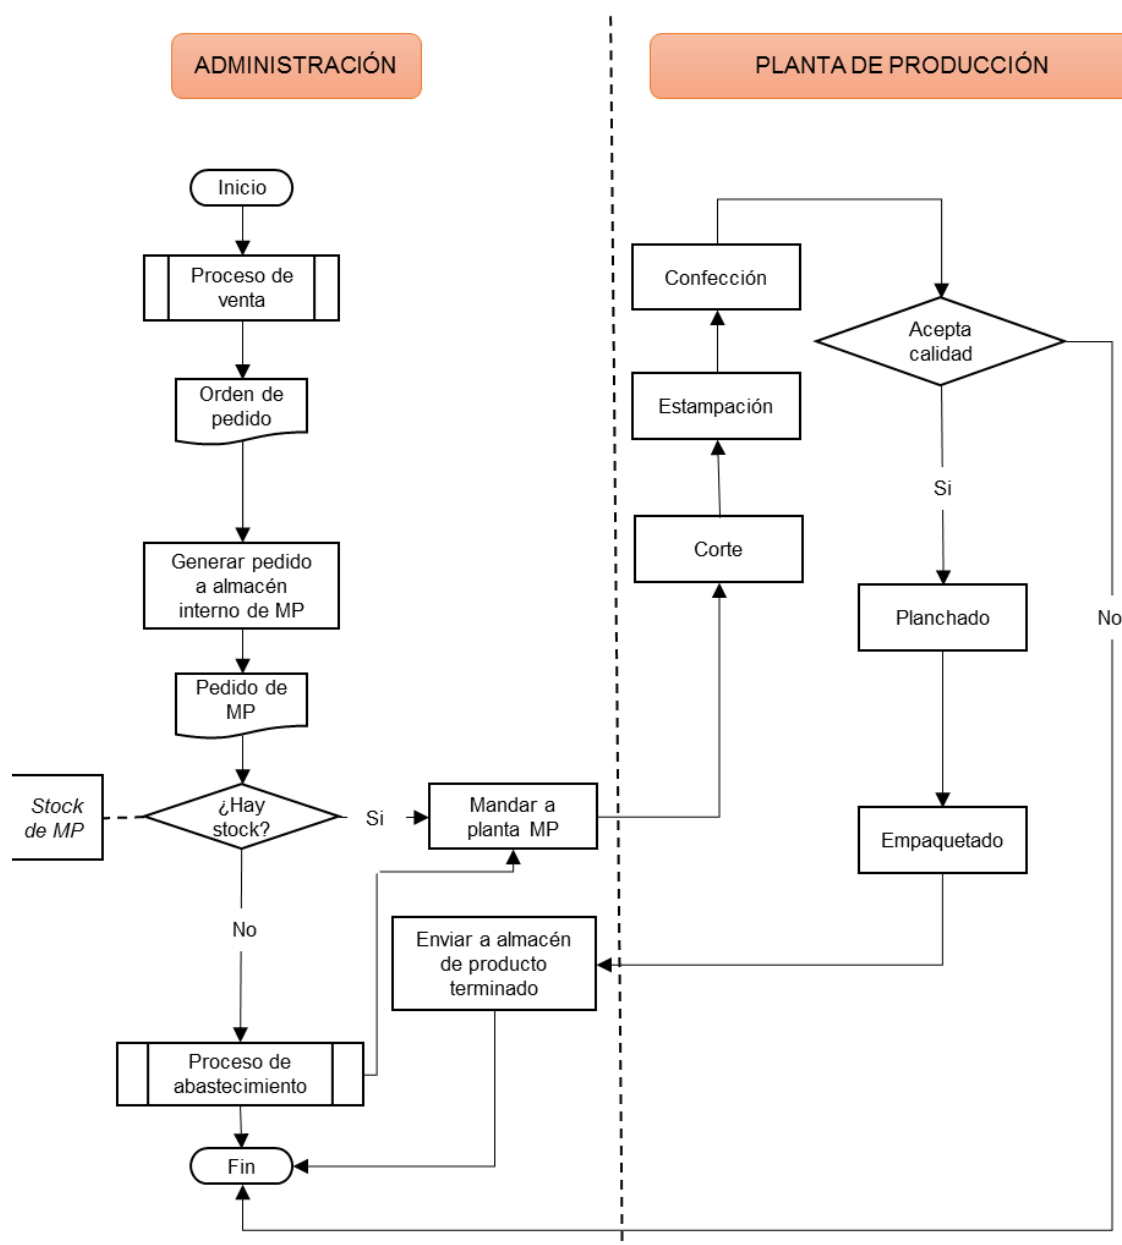 ADMINISTRACIÓN
PLANTA DE PRODUCCIÓN
Inicio
Proceso de
venta
Orden de
pedido
Generar pedido
a almacén
interno de MP
Pedido de
MP
Stock
de MP
¿Hay
stock?
Si
Mandar a
planta MP
No
Enviar a almacén
de producto
terminado
Proceso de
abastecimiento
Fin
Confección
Estampación
Corte
Acepta
calidad
Si
No
Planchado
Empaquetado